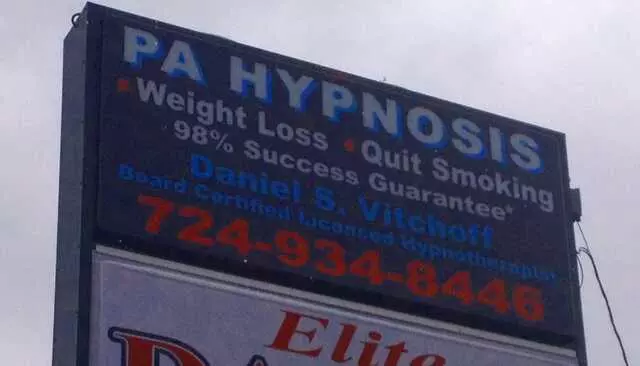 PA HYPNOSIS
• Weight Loss • Quit Smoking
98% Success Guarantee*
Daniel S. Vitchoff
Board Certified Licensed Hypnotherapist
724-934-8446
Elite